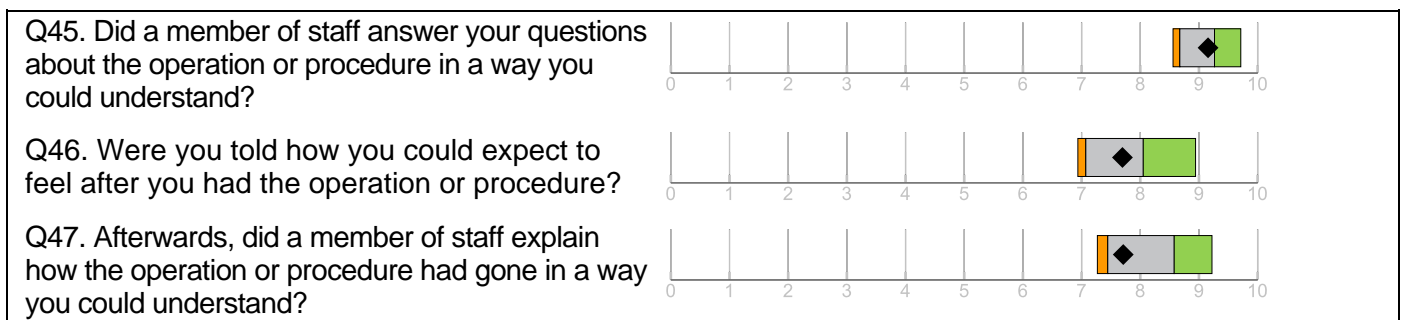 Q45. Did a member of staff answer your questions
about the operation or procedure in a way you
could understand?
0 1 2 3 4 5 6 7 8 9 10
Q46. Were you told how you could expect to
feel after you had the operation or procedure?
0 1 2 3 4 5 6 7 8 9 10
Q47. Afterwards, did a member of staff explain
how the operation or procedure had gone in a way
you could understand?
0 1 2 3 4 5 6 7 8 9 10